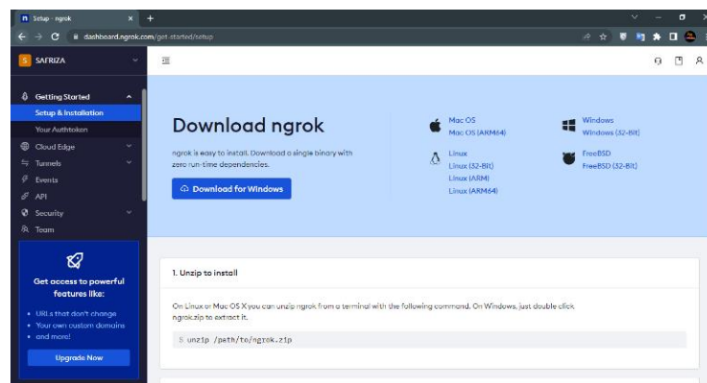 Setup - ngrok
dashboard.ngrok.com/get-started/setup
S SAFRIZA
Getting Started
Setup & Installation
Your Authtoken
Cloud Edge
Tunnels
Events
API
Security
Team
Get access to powerful
features like:
• URLs that don't change
• Your own custom domains
• and more!
Upgrade Now
Download ngrok
ngrok is easy to install. Download a single binary with
zero run-time dependencies.
Download for Windows
Mac OS
Mac OS (ARM64)
Linux
Linux (32-Bit)
Linux (ARM)
Linux (ARM64)
Windows
Windows (32-Bit)
FreeBSD
FreeBSD (32-Bit)
1. Unzip to install
On Linux or Mac OS X you can unzip ngrok from a terminal with the following command. On Windows, just double click
ngrok.zip to extract it.
$ unzip /path/to/ngrok.zip